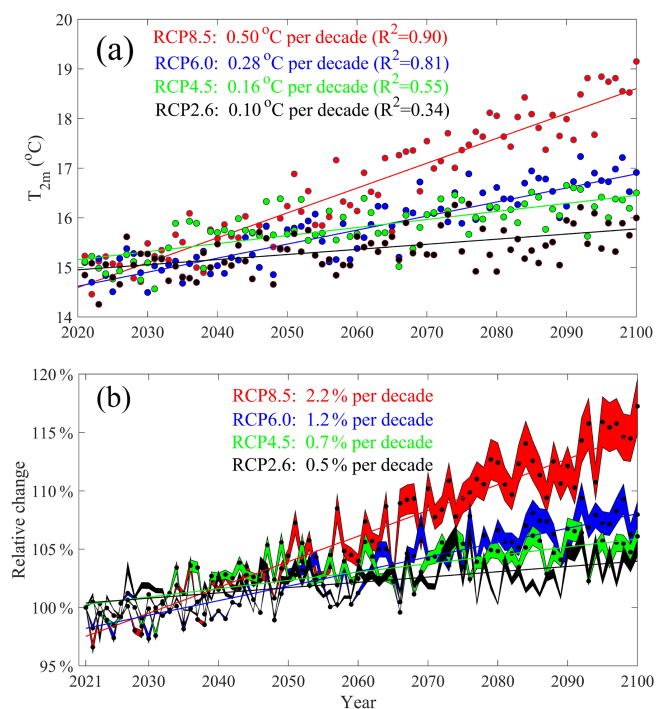 (a)
RCP8.5: 0.50 °C per decade (R²=0.90)
RCP6.0: 0.28 °C per decade (R²=0.81)
RCP4.5: 0.16 °C per decade (R²=0.55)
RCP2.6: 0.10 °C per decade (R²=0.34)
20
19
18
17
16
15
14
T2m (°C)
2020 2030 2040 2050 2060 2070 2080 2090 2100
(b)
RCP8.5: 2.2% per decade
RCP6.0: 1.2% per decade
RCP4.5: 0.7% per decade
RCP2.6: 0.5% per decade
120%
115%
110%
105%
100%
95%
Relative change
2021 2030 2040 2050 2060 2070 2080 2090 2100
Year